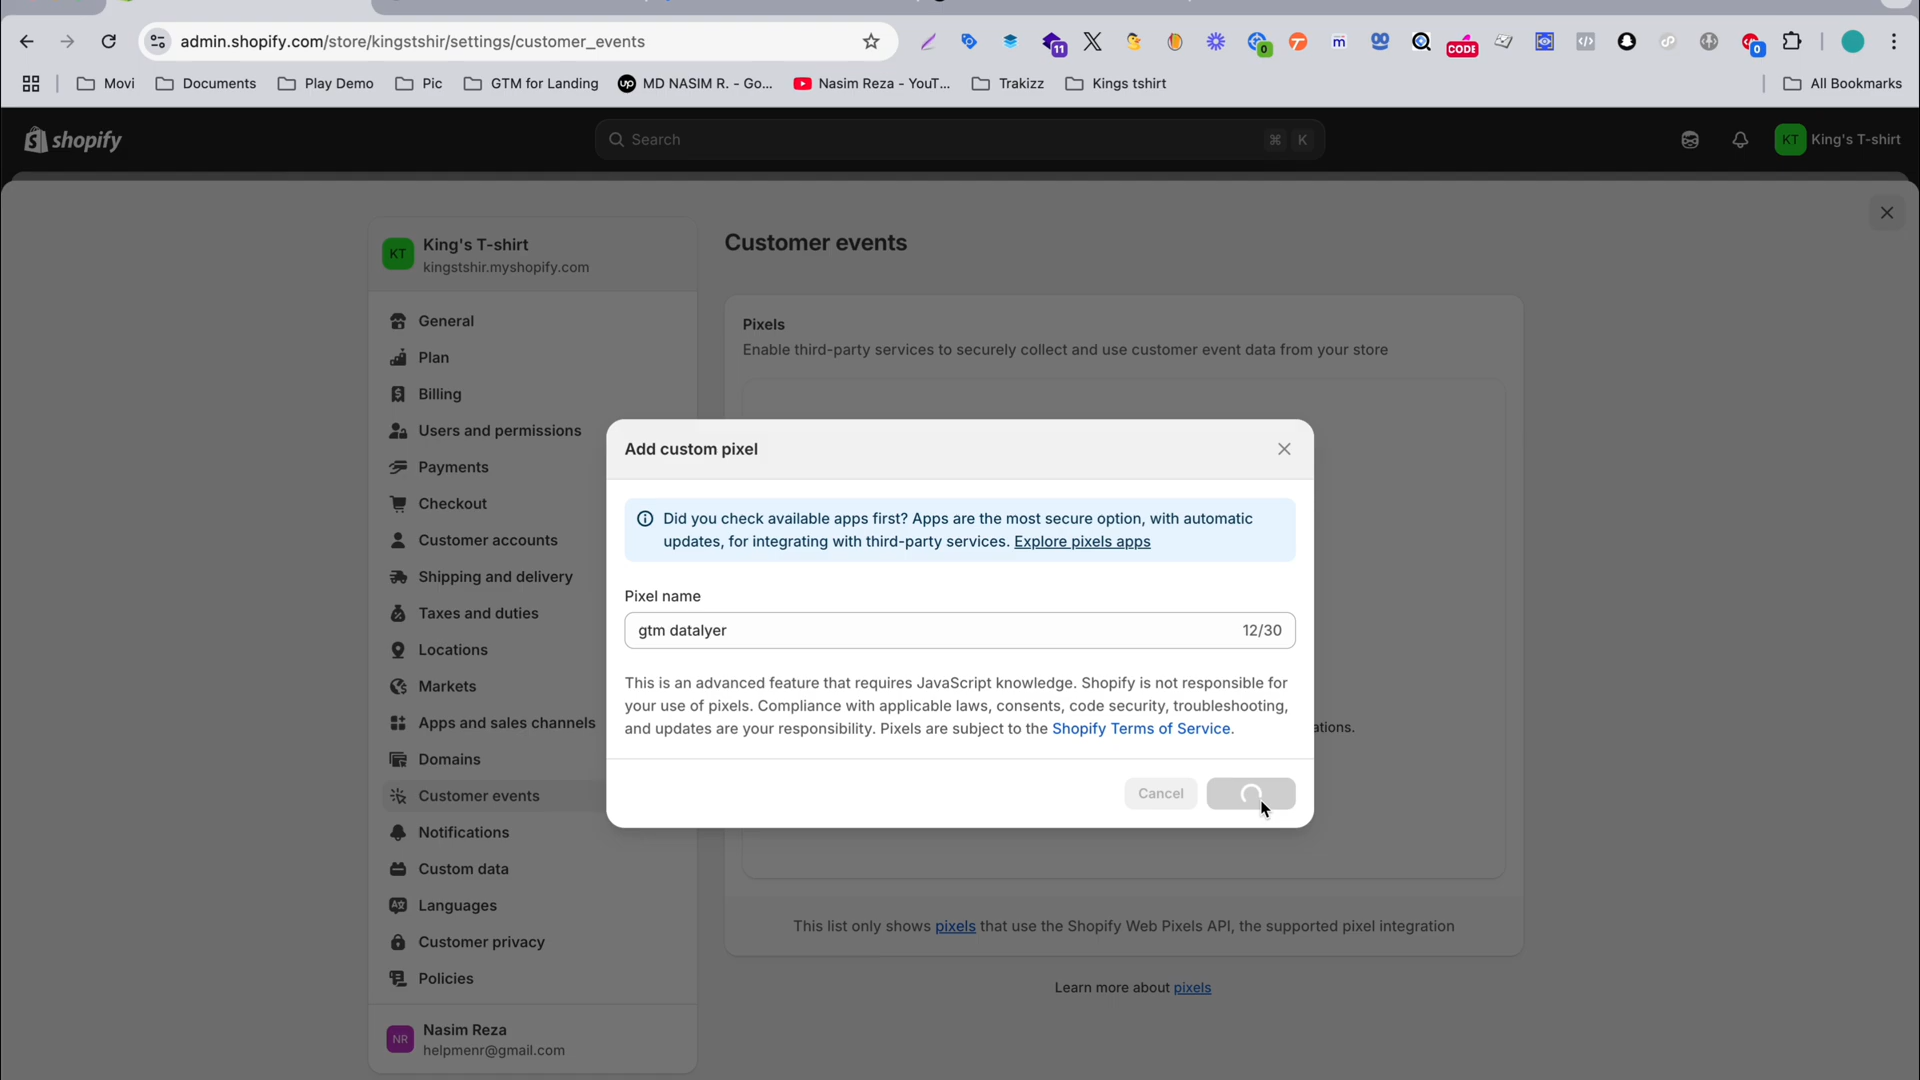 admin.shopify.com/store/kingstshir/settings/customer_events
11
0
m
CODE
0
Movi
Documents
Play Demo
Pic
GTM for Landing
up MD NASIM R. - Go...
Nasim Reza - YouT...
Trakizz
Kings tshirt
All Bookmarks
shopify
Search
⌘ K
KT King's T-shirt
KT King's T-shirt
kingstshir.myshopify.com
General
Plan
Billing
Users and permissions
Payments
Checkout
Customer accounts
Shipping and delivery
Taxes and duties
Locations
Markets
Apps and sales channels
Domains
Customer events
Notifications
Custom data
Languages
Customer privacy
Policies
NR Nasim Reza
helpmenr@gmail.com
Customer events
Pixels
Enable third-party services to securely collect and use customer event data from your store
Add custom pixel
Did you check available apps first? Apps are the most secure option, with automatic
updates, for integrating with third-party services. Explore pixels apps
Pixel name
gtm datalyer 12/30
This is an advanced feature that requires JavaScript knowledge. Shopify is not responsible for
your use of pixels. Compliance with applicable laws, consents, code security, troubleshooting,
and updates are your responsibility. Pixels are subject to the Shopify Terms of Service.
ations.
Cancel
This list only shows pixels that use the Shopify Web Pixels API, the supported pixel integration
Learn more about pixels